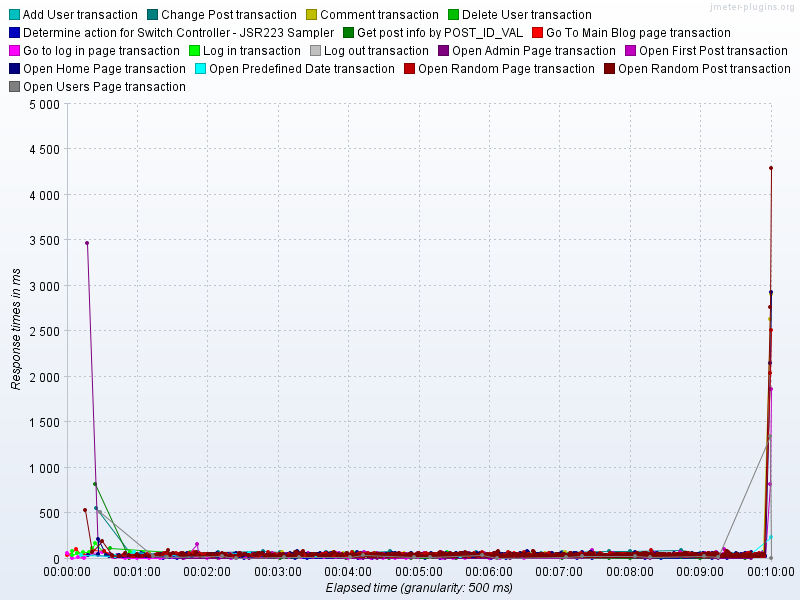 jmeter-plugins.org
Add User transaction Change Post transaction Comment transaction Delete User transaction
Determine action for Switch Controller - JSR223 Sampler Get post info by POST_ID_VAL Go To Main Blog page transaction
Go to log in page transaction Log in transaction Log out transaction Open Admin Page transaction Open First Post transaction
Open Home Page transaction Open Predefined Date transaction Open Random Page transaction Open Random Post transaction
Open Users Page transaction
5 000
4 500
4 000
3 500
3 000
2 500
2 000
1 500
1 000
500
0
Response times in ms
00:00:00 00:01:00 00:02:00 00:03:00 00:04:00 00:05:00 00:06:00 00:07:00 00:08:00 00:09:00 00:10:00
Elapsed time (granularity: 500 ms)